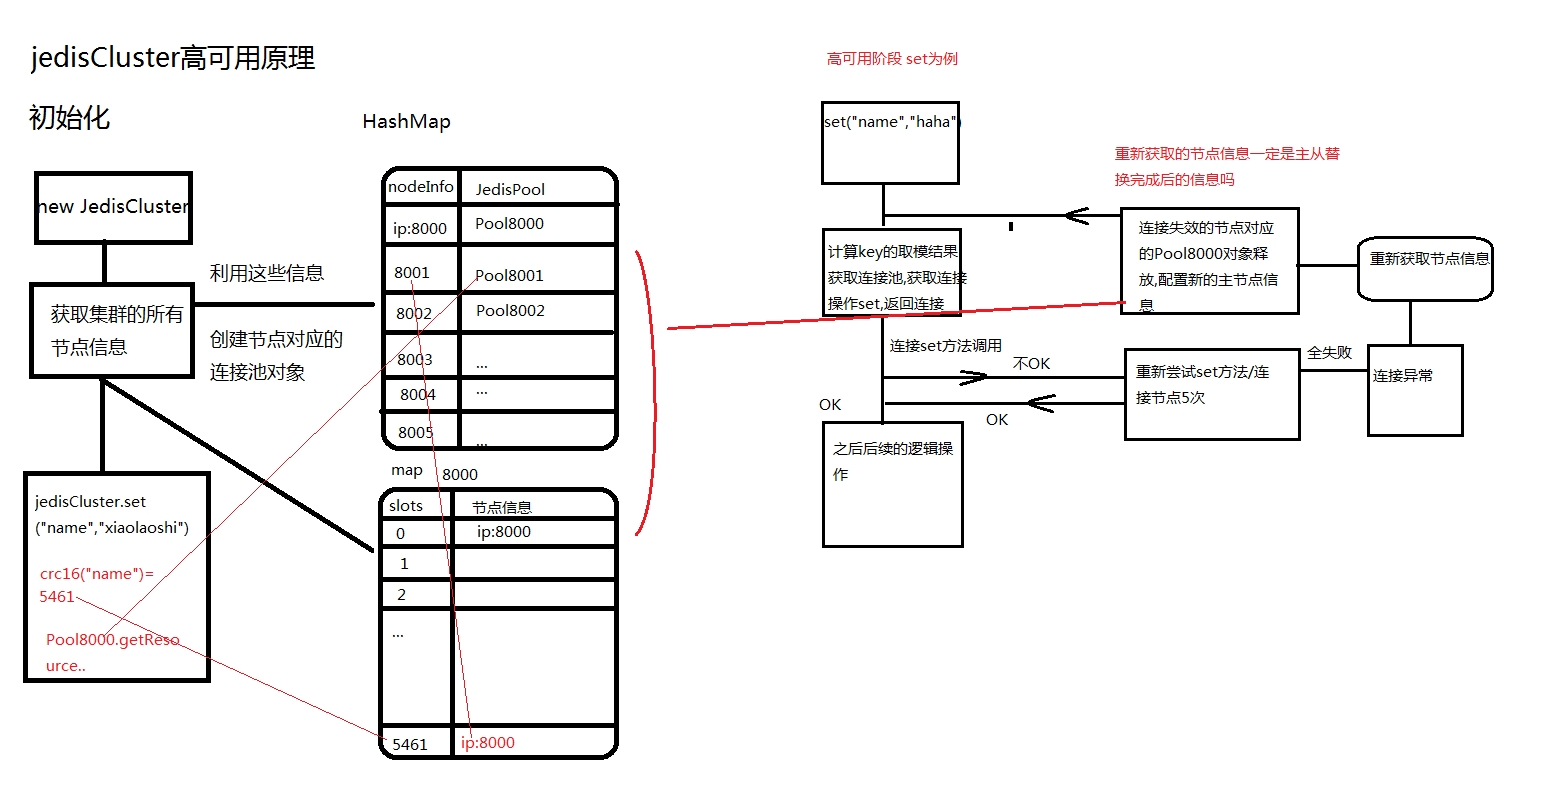 jedisCluster高可用原理
初始化
new JedisCluster
获取集群的所有
节点信息
利用这些信息
创建节点对应的
连接池对象
jedisCluster.set
("name","xiaolaoshi")
crc16("name")=
5461
Pool8000.getReso
urce..
HashMap
nodeInfo JedisPool
ip:8000 Pool8000
8001 Pool8001
8002 Pool8002
8003 ...
8004 ...
8005 ...
map 8000
slots 节点信息
0 ip:8000
1
2
...
5461 ip:8000
高可用阶段 set为例
set("name","haha")
计算key的取模结果
获取连接池,获取连接
操作set,返回连接
连接set方法调用
不OK
OK
OK
之后后续的逻辑操
作
重新获取的节点信息一定是主从替
换完成后的信息吗
连接失效的节点对应
的Pool8000对象释
放,配置新的主节点信
息
重新获取节点信息
重新尝试set方法/连
接节点5次
全失败
连接异常